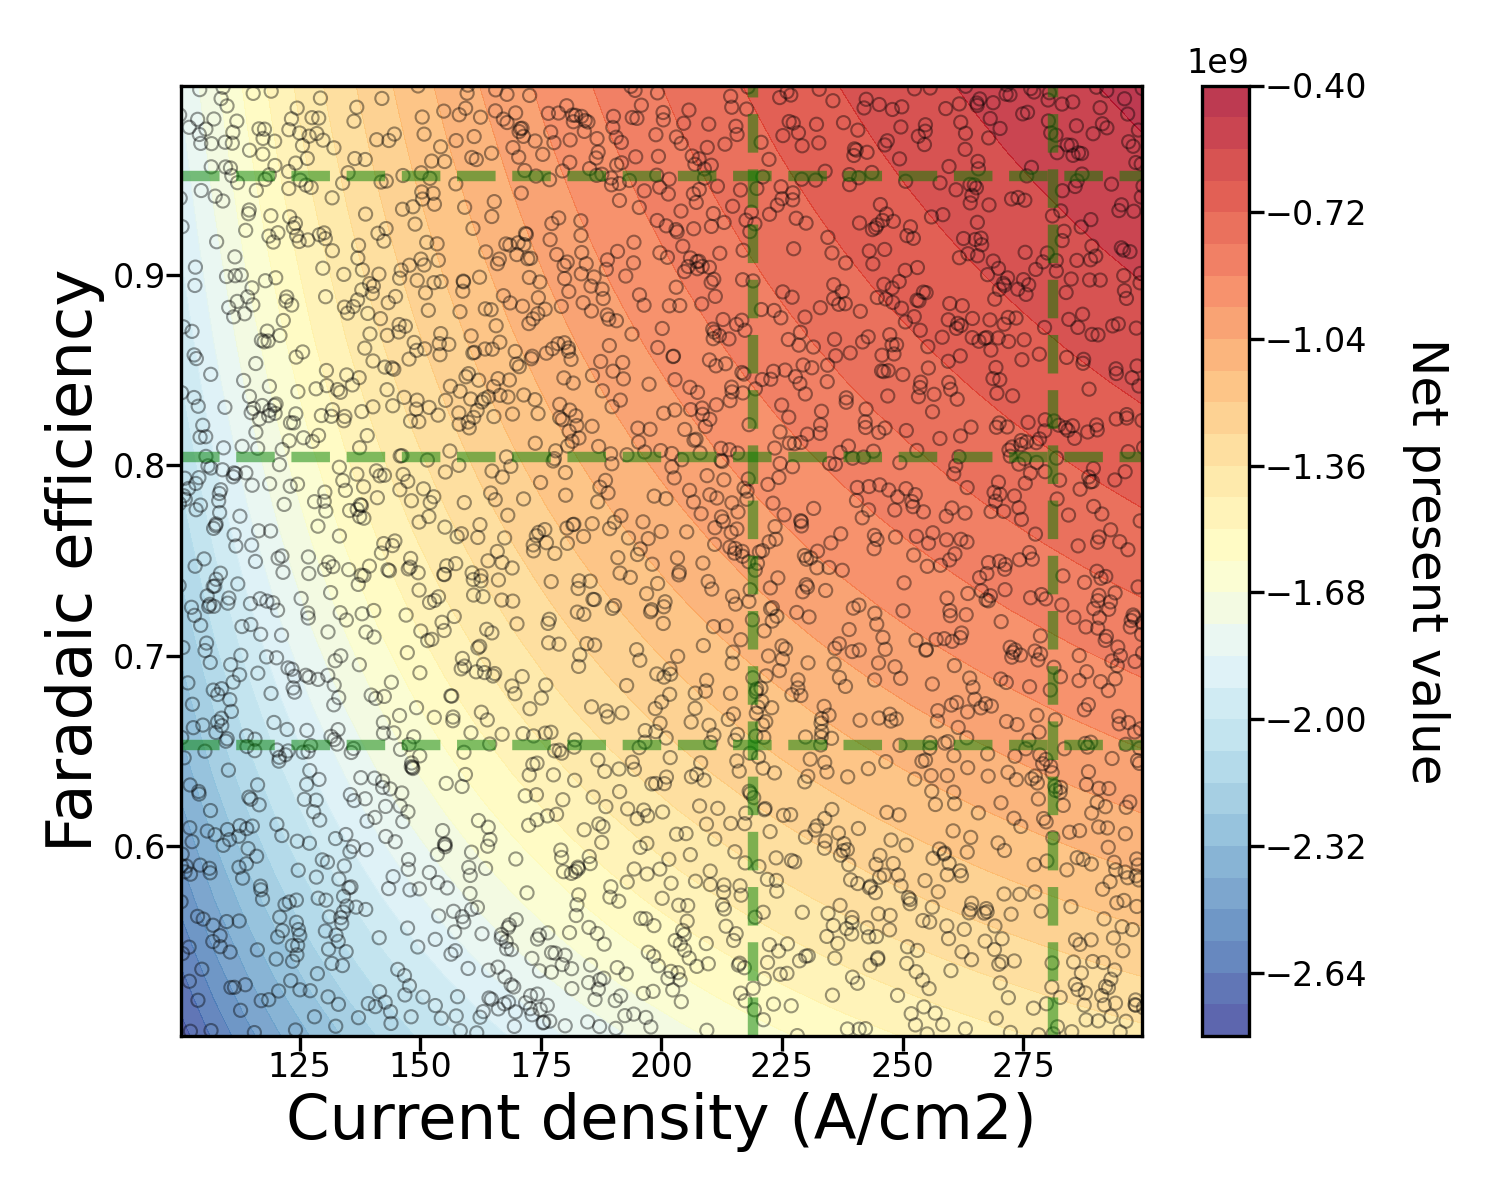 1e9
−0.40
−0.72
−1.04
−1.36
−1.68
−2.00
−2.32
−2.64
Net present value
0.9
0.8
0.7
0.6
Faradaic efficiency
125 150 175 200 225 250 275
Current density (A/cm2)